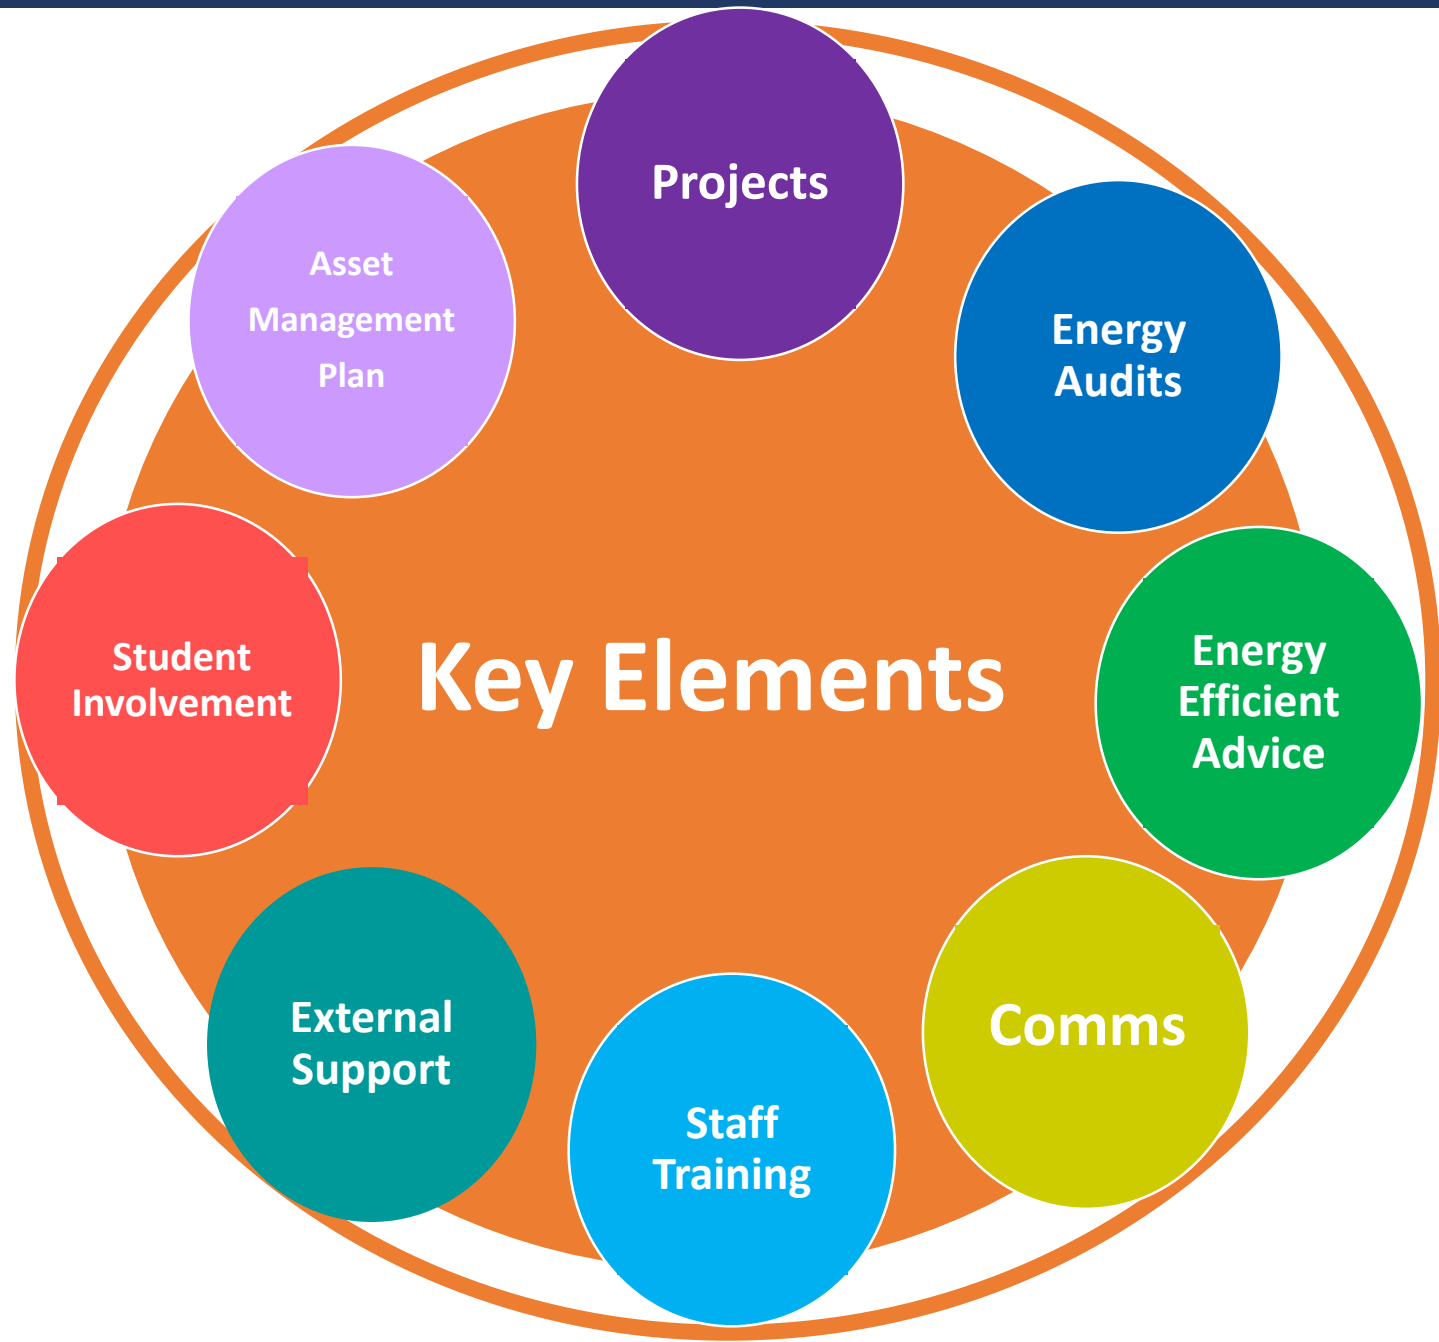 Projects
Energy
Audits
Energy
Efficient
Advice
Comms
Staff
Training
External
Support
Student
Involvement
Asset
Management
Plan
Key Elements